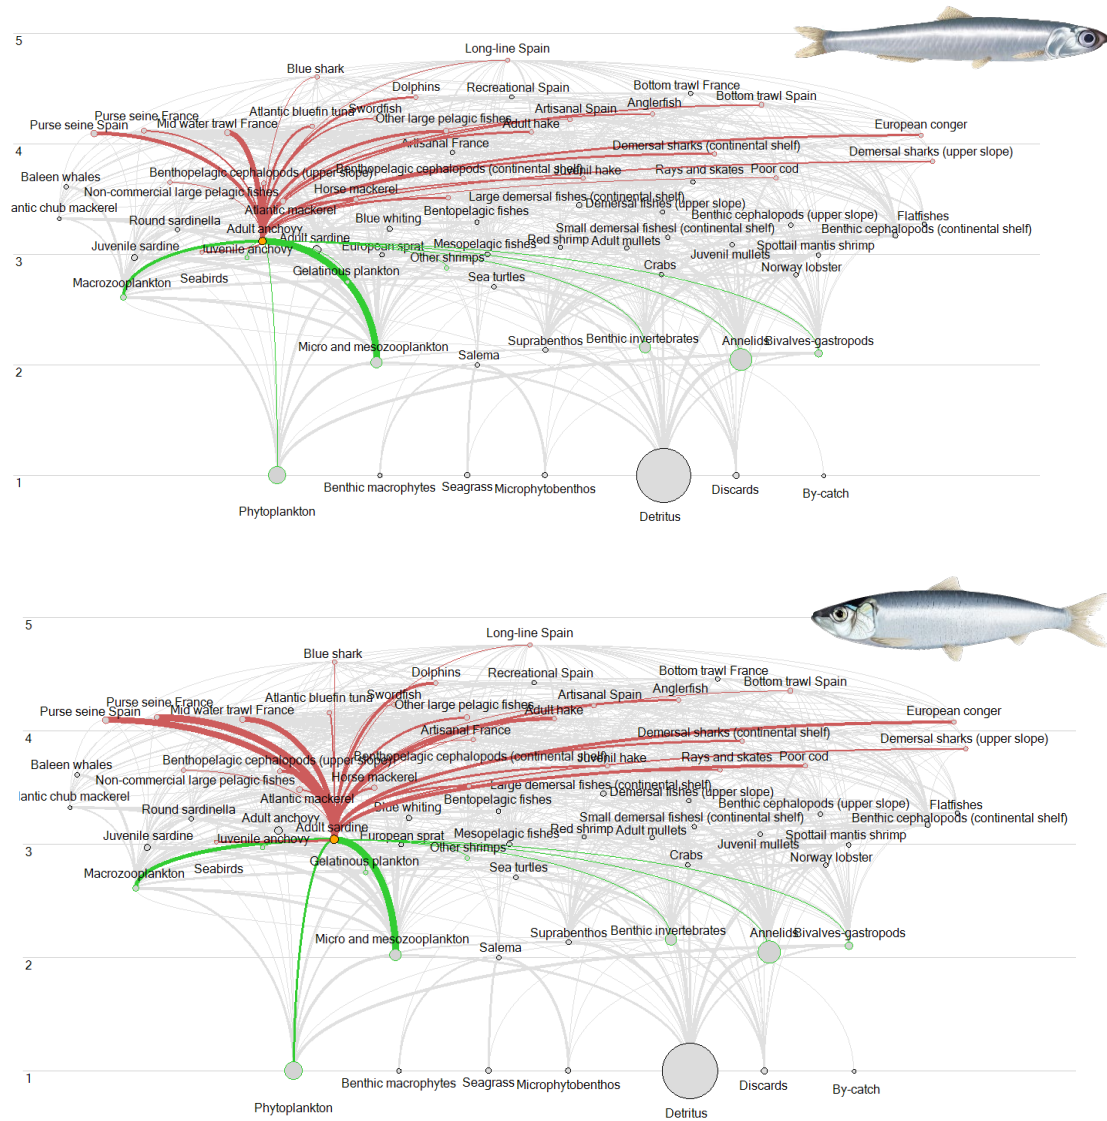 5
Long-line Spain
Blue shark
Dolphins
Recreational Spain
Bottom trawl France
Bottom trawl Spain
Atlantic bluefin tuna
Swordfish
Artisanal Spain
Anglerfish
Purse seine France
Purse seine Spain
Mid water trawl France
Other large pelagic fishes
Adult hake
European conger
4
Artisanal France
Demersal sharks (continental shelf)
Demersal sharks (upper slope)
Baleen whales
Benthopelagic cephalopods (upper slope)
Benthopelagic cephalopods (continental shelf)
Juvenil hake
Rays and skates
Poor cod
Non-commercial large pelagic fishes
Horse mackerel
Large demersal fishes (continental shelf)
antic chub mackerel
Atlantic mackerel
Demersal fishes (upper slope)
Round sardinella
Blue whiting
Bentopelagic fishes
Benthic cephalopods (upper slope)
Flatfishes
Adult anchovy
Small demersal fishesl (continental shelf)
Benthic cephalopods (continental shelf)
Juvenile sardine
Juvenile anchovy
Adult sardine
European sprat
Mesopelagic fishes
Red shrimp
Adult mullets
Spottail mantis shrimp
3
Other shrimps
Juvenil mullets
Macrozooplankton
Seabirds
Gelatinous plankton
Sea turtles
Crabs
Norway lobster
Micro and mesozooplankton
Salema
Suprabenthos
Benthic invertebrates
Annelids
Bivalves-gastropods
2
1
Phytoplankton
Benthic macrophytes
Seagrass
Microphytobenthos
Detritus
Discards
By-catch
5
Long-line Spain
Blue shark
Dolphins
Recreational Spain
Bottom trawl France
Bottom trawl Spain
Atlantic bluefin tuna
Swordfish
Artisanal Spain
Anglerfish
Purse seine France
Purse seine Spain
Mid water trawl France
Other large pelagic fishes
Adult hake
European conger
4
Artisanal France
Demersal sharks (continental shelf)
Demersal sharks (upper slope)
Baleen whales
Benthopelagic cephalopods (upper slope)
Benthopelagic cephalopods (continental shelf)
Juvenil hake
Rays and skates
Poor cod
Non-commercial large pelagic fishes
Horse mackerel
Large demersal fishes (continental shelf)
lantic chub mackerel
Atlantic mackerel
Demersal fishes (upper slope)
Round sardinella
Blue whiting
Bentopelagic fishes
Benthic cephalopods (upper slope)
Flatfishes
Adult anchovy
Small demersal fishesl (continental shelf)
Benthic cephalopods (continental shelf)
Juvenile sardine
Juvenile anchovy
Adult sardine
European sprat
Mesopelagic fishes
Red shrimp
Adult mullets
Spottail mantis shrimp
3
Other shrimps
Juvenil mullets
Macrozooplankton
Seabirds
Gelatinous plankton
Sea turtles
Crabs
Norway lobster
Micro and mesozooplankton
Salema
Suprabenthos
Benthic invertebrates
Annelids
Bivalves-gastropods
2
1
Phytoplankton
Benthic macrophytes
Seagrass
Microphytobenthos
Detritus
Discards
By-catch